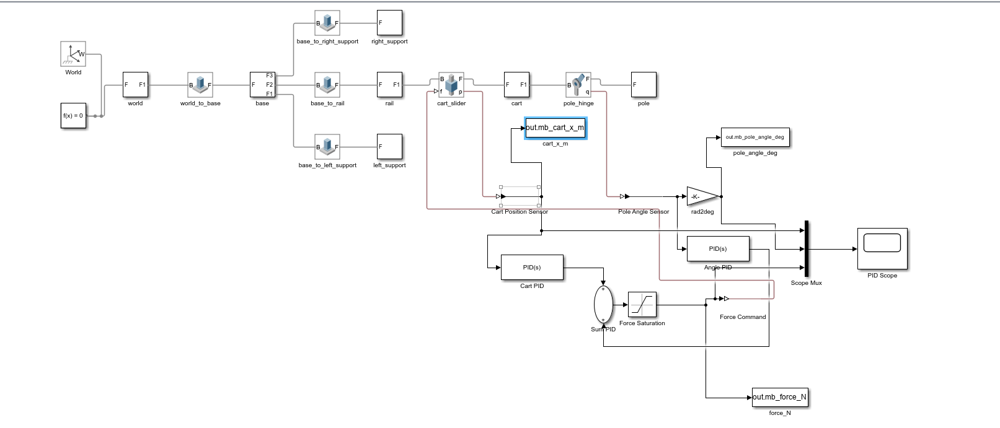 B F F
base_to_right_support right_support
W
World
F F1 B F F F3 F2 F1 B F F F1 B F f p F F1 B F q F
world world_to_base base base_to_rail rail cart_slider cart pole_hinge pole
f(x) = 0
out.mb_cart_x_m
cart_x_m
out.mb_pole_angle_deg
pole_angle_deg
B F F
base_to_left_support left_support
-K-
Cart Position Sensor Pole Angle Sensor rad2deg
PID(s)
Angle PID
PID(s)
Cart PID
PID Scope
Scope Mux
+
+
Sum PID
Force Saturation
Force Command
out.mb_force_N
force_N